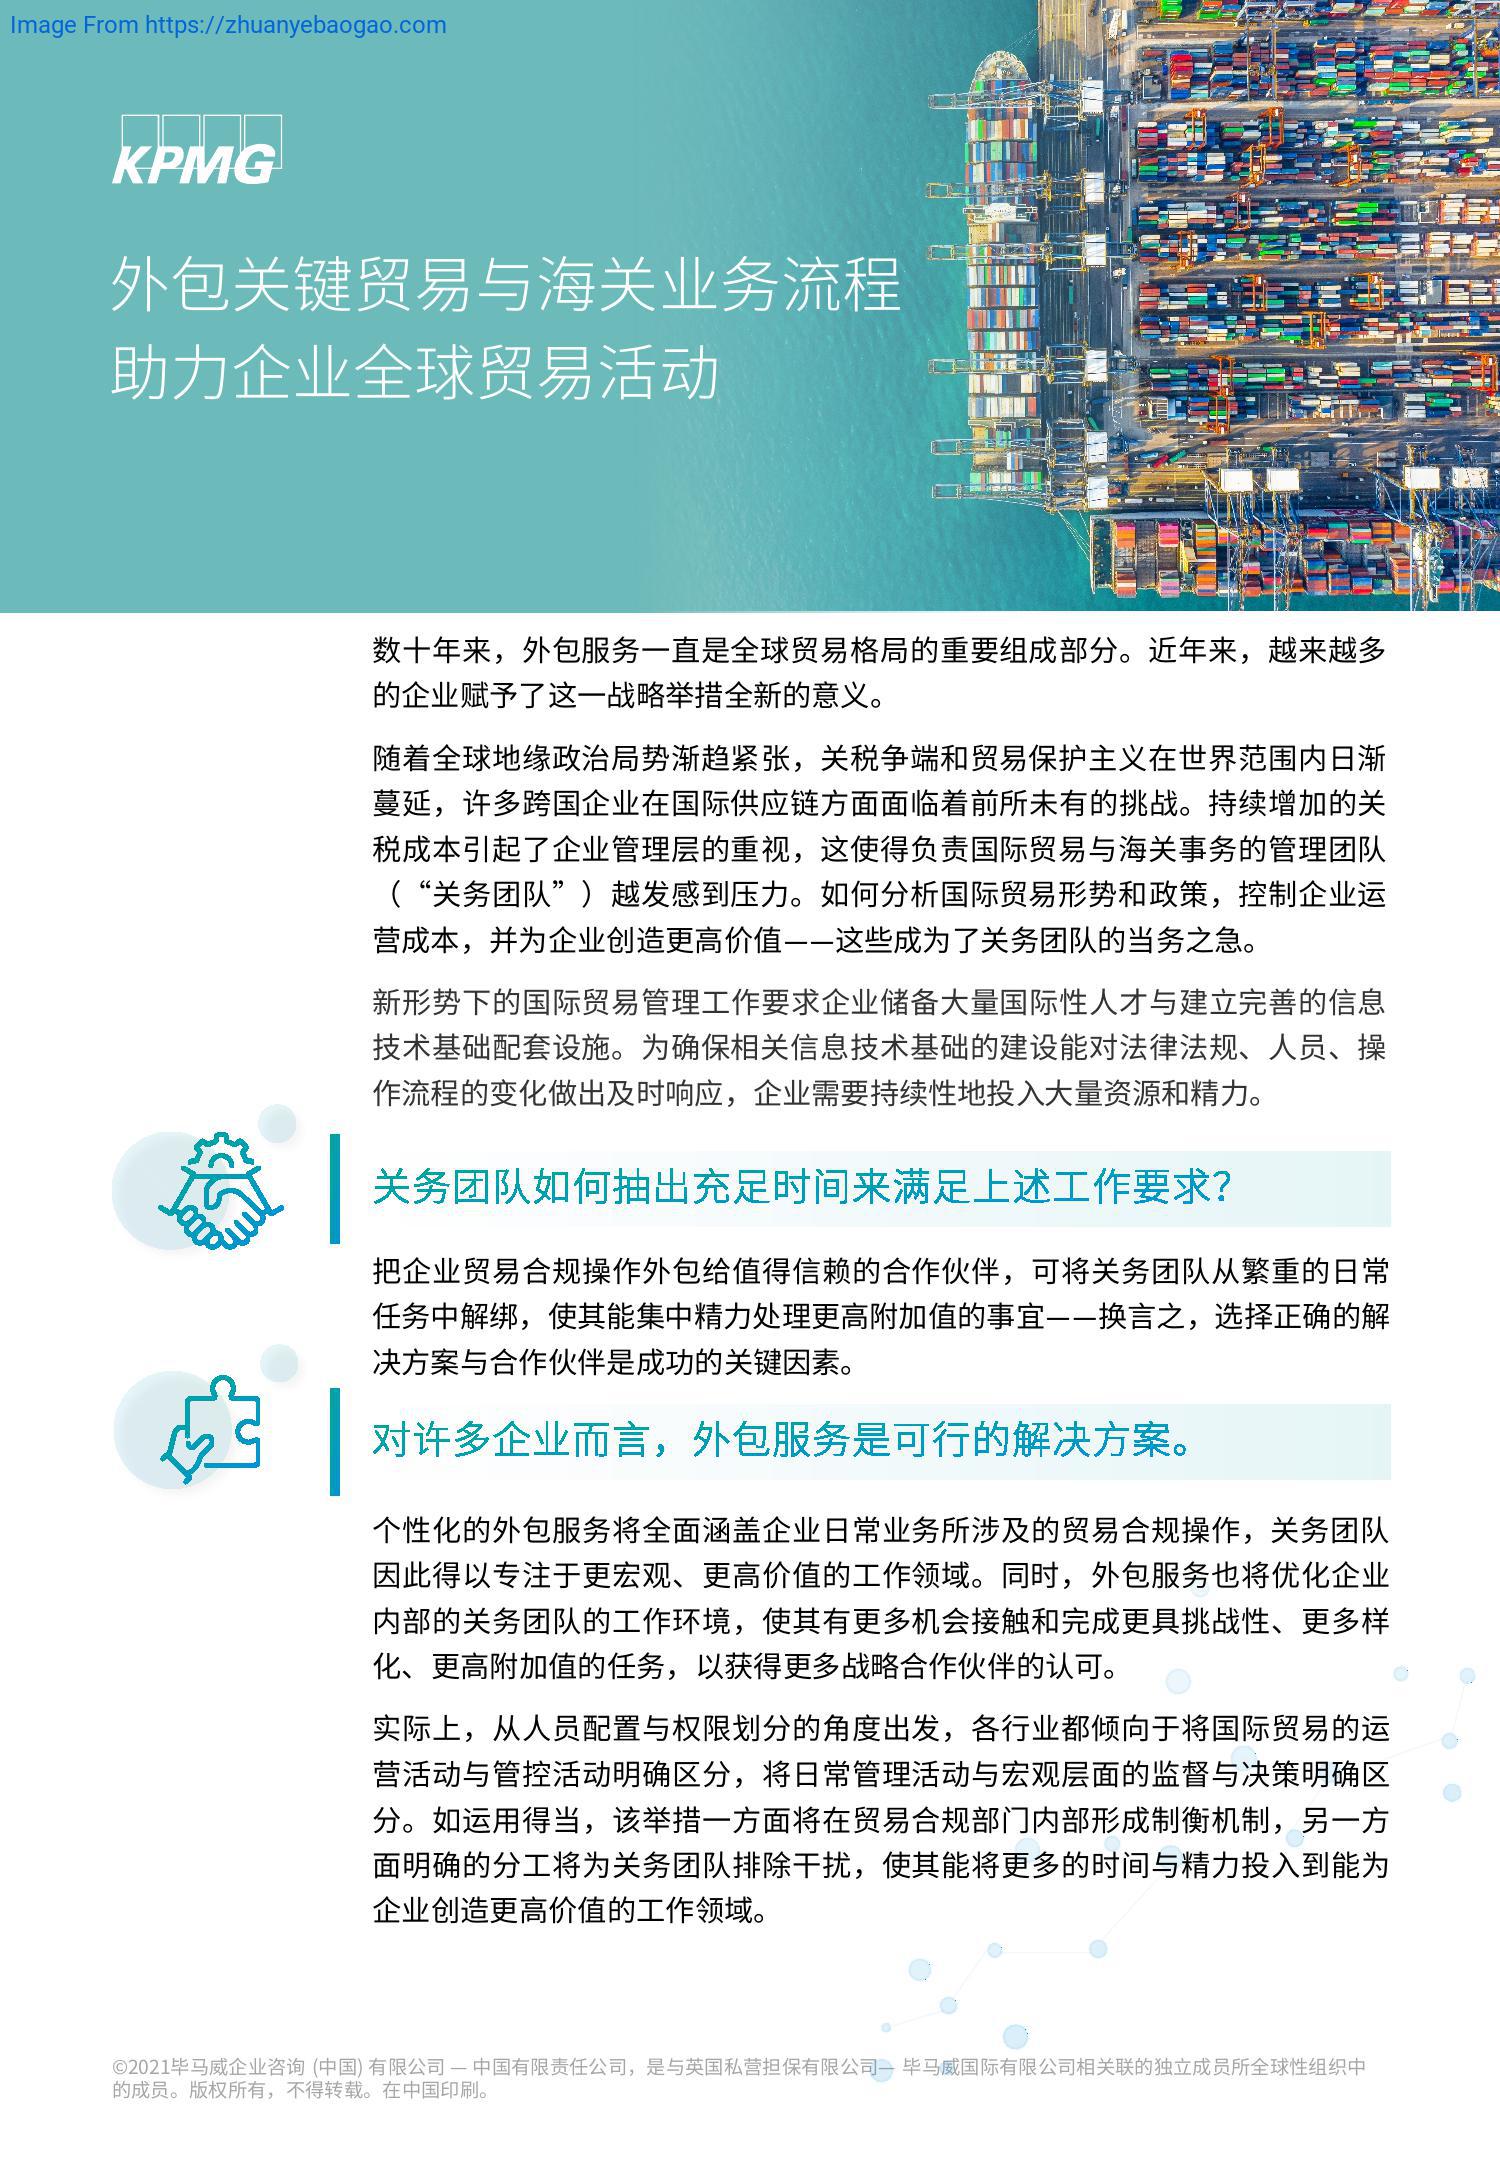 Image From https://zhuanyebaogao.com
KPMG
外包关键贸易与海关业务流程
助力企业全球贸易活动
数十年来，外包服务一直是全球贸易格局的重要组成部分。近年来，越来越多
的企业赋予了这一战略举措全新的意义。
随着全球地缘政治局势渐趋紧张，关税争端和贸易保护主义在世界范围内日渐
蔓延，许多跨国企业在国际供应链方面面临着前所未有的挑战。持续增加的关
税成本引起了企业管理层的重视，这使得负责国际贸易与海关事务的管理团队
（“关务团队”）越发感到压力。如何分析国际贸易形势和政策，控制企业运
营成本，并为企业创造更高价值——这些成为了关务团队的当务之急。
新形势下的国际贸易管理工作要求企业储备大量国际性人才与建立完善的信息
技术基础配套设施。为确保相关信息技术基础的建设能对法律法规、人员、操
作流程的变化做出及时响应，企业需要持续性地投入大量资源和精力。
关务团队如何抽出充足时间来满足上述工作要求？
把企业贸易合规操作外包给值得信赖的合作伙伴，可将关务团队从繁重的日常
任务中解绑，使其能集中精力处理更高附加值的事宜——换言之，选择正确的解
决方案与合作伙伴是成功的关键因素。
对许多企业而言，外包服务是可行的解决方案。
个性化的外包服务将全面涵盖企业日常业务所涉及的贸易合规操作，关务团队
因此得以专注于更宏观、更高价值的工作领域。同时，外包服务也将优化企业
内部的关务团队的工作环境，使其有更多机会接触和完成更具挑战性、更多样
化、更高附加值的任务，以获得更多战略合作伙伴的认可。
实际上，从人员配置与权限划分的角度出发，各行业都倾向于将国际贸易的运
营活动与管控活动明确区分，将日常管理活动与宏观层面的监督与决策明确区
分。如运用得当，该举措一方面将在贸易合规部门内部形成制衡机制，另一方
面明确的分工将为关务团队排除干扰，使其能将更多的时间与精力投入到能为
企业创造更高价值的工作领域。
©2021毕马威企业咨询 (中国) 有限公司 — 中国有限责任公司，是与英国私营担保有限公司— 毕马威国际有限公司相关联的独立成员所全球性组织中
的成员。版权所有，不得转载。在中国印刷。